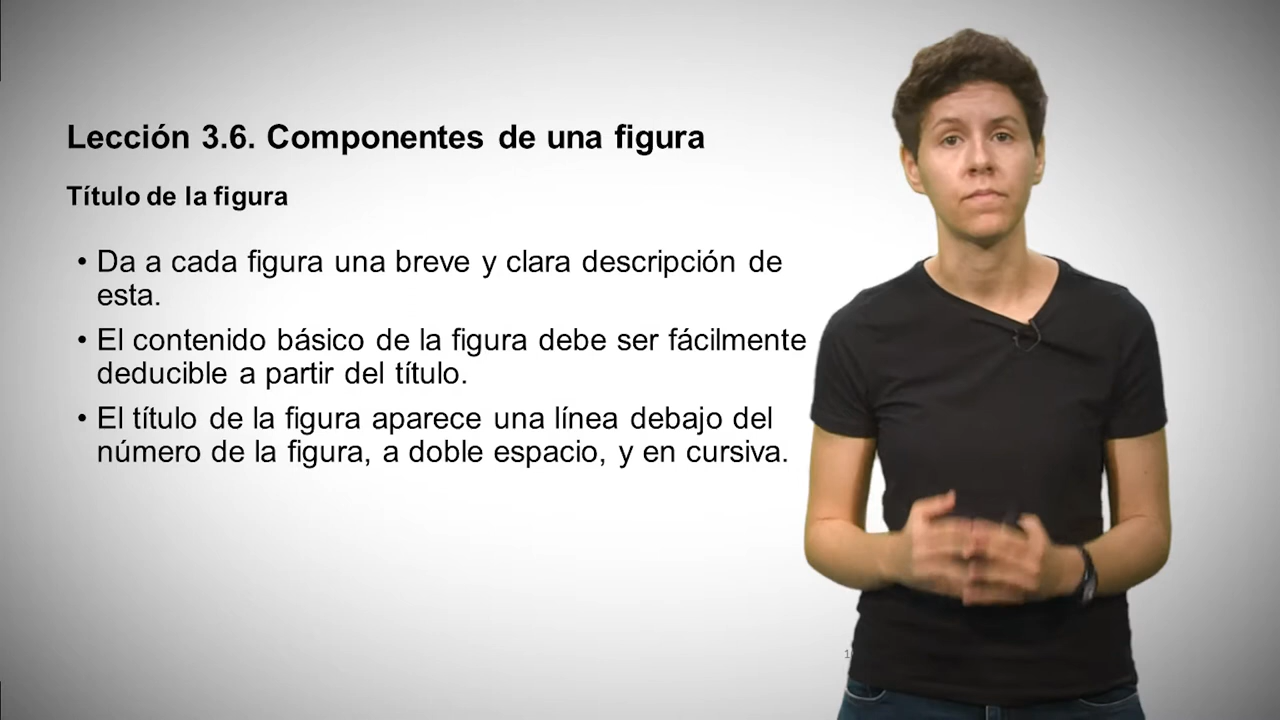 Lección 3.6. Componentes de una figura
Título de la figura
• Da a cada figura una breve y clara descripción de
esta.
• El contenido básico de la figura debe ser fácilmente
deducible a partir del título.
• El título de la figura aparece una línea debajo del
número de la figura, a doble espacio, y en cursiva.